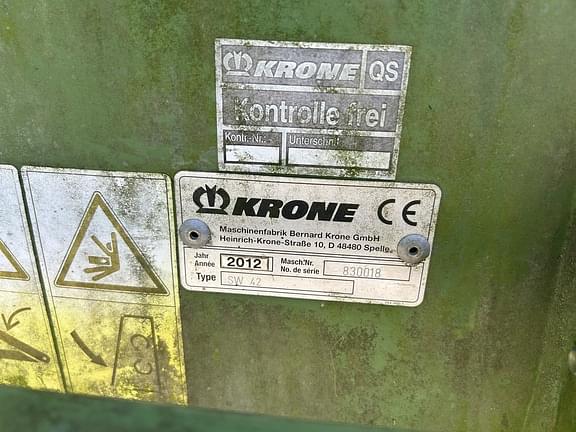 KRONE QS
Kontrolle frei
Kontr.-Nr.: Unterschrift
KRONE CE
Maschinenfabrik Bernard Krone GmbH
Heinrich-Krone-Straße 10, D 48480 Spelle
Jahr
Année 2012 Masch.Nr.
No. de série 830018
Type SW 42